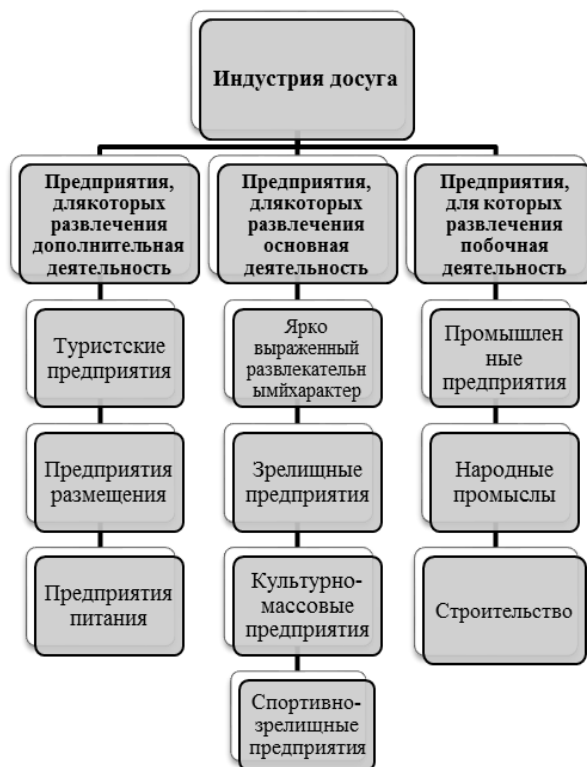 Индустрия досуга
Предприятия,
длякоторых
развлечения
дополнительная
деятельность
Туристские
предприятия
Предприятия
размещения
Предприятия
питания
Предприятия,
длякоторых
развлечения
основная
деятельность
Ярко
выраженный
развлекательн
ымйхарактер
Зрелищные
предприятия
Культурно-
массовые
предприятия
Спортивно-
зрелищные
предприятия
Предприятия,
для которых
развлечения
побочная
деятельность
Промышлен
ные
предприятия
Народные
промыслы
Строительство